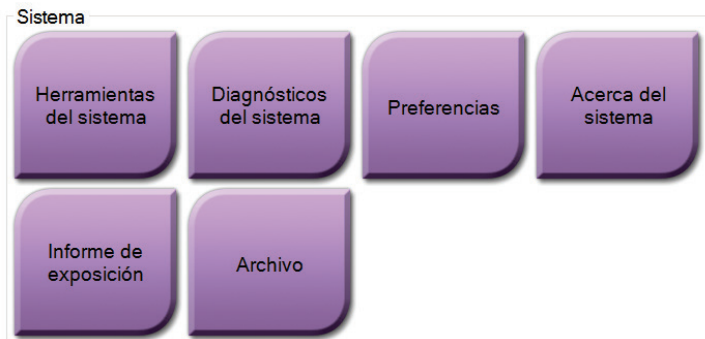 Sistema
Herramientas
del sistema
Diagnósticos
del sistema
Preferencias
Acerca del
sistema
Informe de
exposición
Archivo